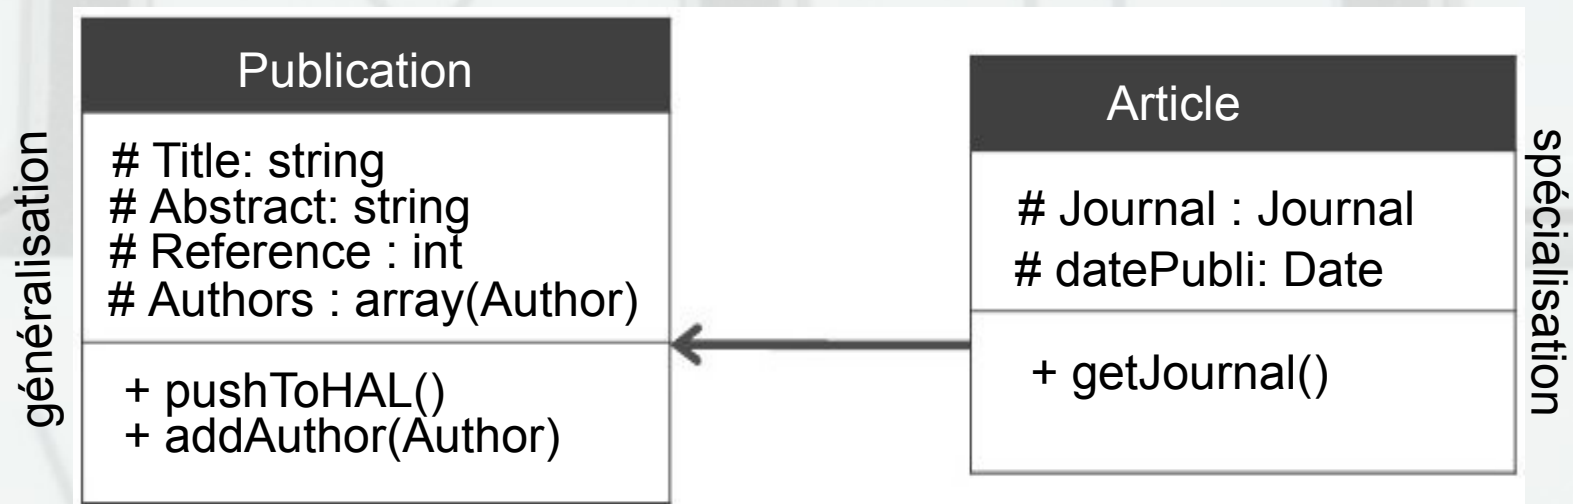 généralisation
Publication
# Title: string
# Abstract: string
# Reference : int
# Authors : array(Author)
+ pushToHAL()
+ addAuthor(Author)
Article
# Journal : Journal
# datePubli: Date
+ getJournal()
spécialisation